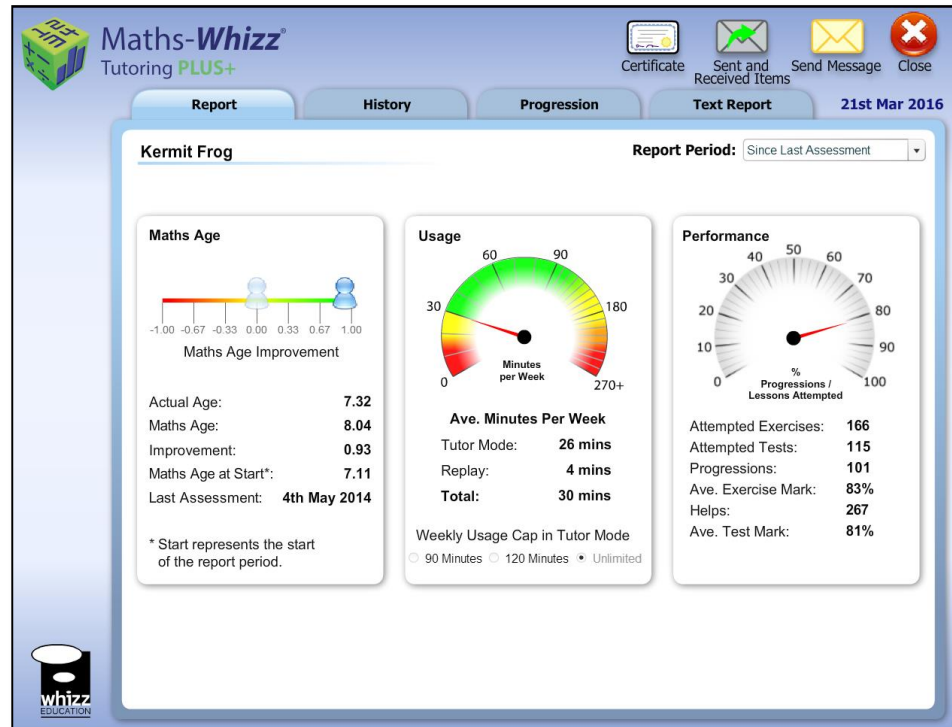 Maths-Whizz®
Tutoring PLUS+
Certificate
Sent and
Received Items
Send Message
Close
Report
History
Progression
Text Report
21st Mar 2016
Kermit Frog
Report Period: Since Last Assessment
Maths Age
-1.00 -0.67 -0.33 0.00 0.33 0.67 1.00
Maths Age Improvement
Actual Age: 7.32
Maths Age: 8.04
Improvement: 0.93
Maths Age at Start*: 7.11
Last Assessment: 4th May 2014
* Start represents the start
of the report period.
Usage
0 30 60 90 180 270+
Minutes
per Week
Ave. Minutes Per Week
Tutor Mode: 26 mins
Replay: 4 mins
Total: 30 mins
Weekly Usage Cap in Tutor Mode
90 Minutes 120 Minutes Unlimited
Performance
0 10 20 30 40 50 60 70 80 90 100
%
Progressions /
Lessons Attempted
Attempted Exercises: 166
Attempted Tests: 115
Progressions: 101
Ave. Exercise Mark: 83%
Helps: 267
Ave. Test Mark: 81%
whizz
EDUCATION